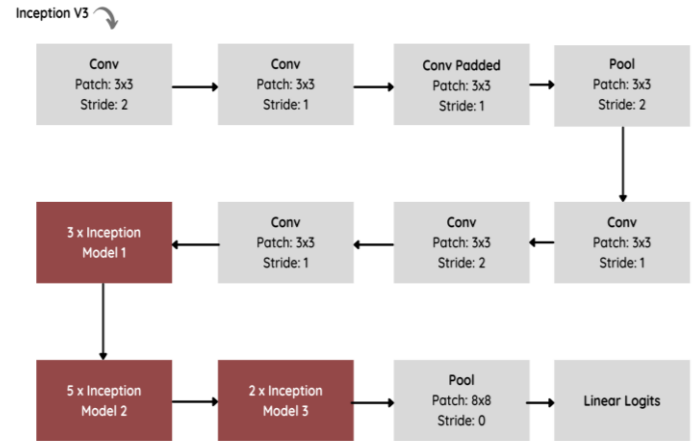 Inception V3
Conv
Patch: 3x3
Stride: 2
Conv
Patch: 3x3
Stride: 1
Conv Padded
Patch: 3x3
Stride: 1
Pool
Patch: 3x3
Stride: 2
3 x Inception
Model 1
Conv
Patch: 3x3
Stride: 1
Conv
Patch: 3x3
Stride: 2
Conv
Patch: 3x3
Stride: 1
5 x Inception
Model 2
2 x Inception
Model 3
Pool
Patch: 8x8
Stride: 0
Linear Logits